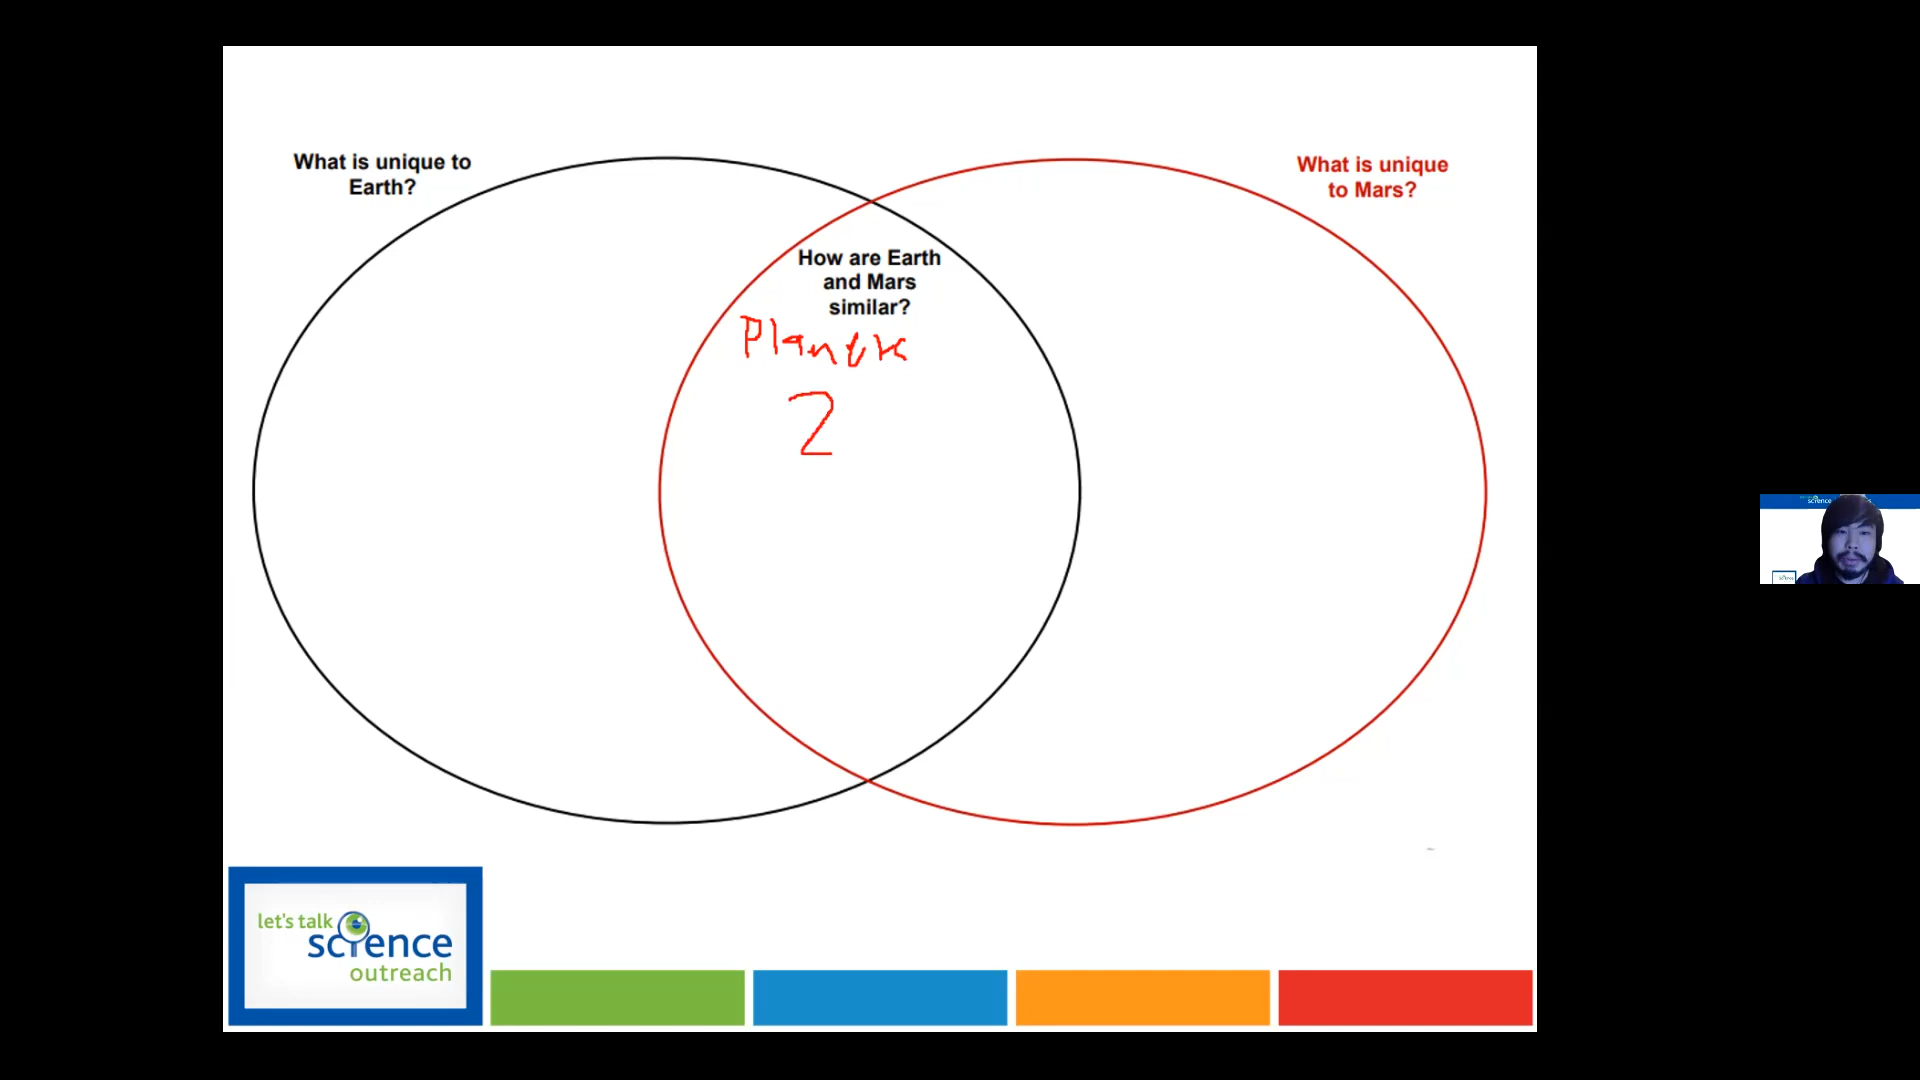 What is unique to
Earth?
What is unique
to Mars?
How are Earth
and Mars
similar?
2
let's talk
science
outreach